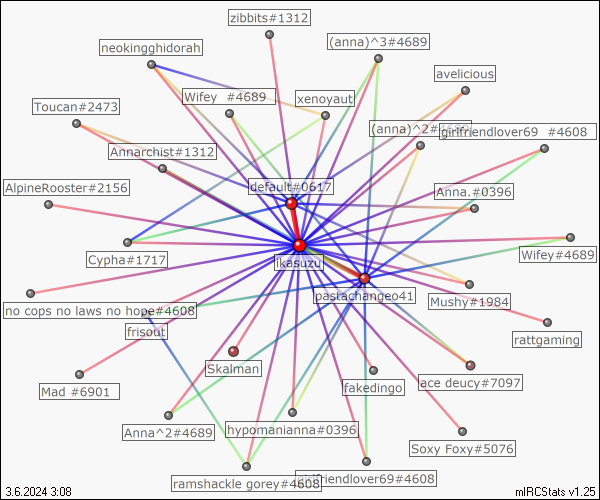 zibbits#1312
neokingghidorah
(anna)^3#4689
avelicious
Wifey #4689
xenoyaut
Toucan#2473
(anna)^2#
girlfriendlover69 #4608
Annarchist#1312
AlpineRooster#2156
default#0617
Anna.#0396
Cypha#1717
ikasuzu
Wifey#4689
pastachangeo41
no cops no laws no hope#4608
Mushy#1984
frisout
rattgaming
Skalman
Mad #6901
fakedingo
ace deucy#7097
Anna^2#4689
hypomanianna#0396
Soxy Foxy#5076
ramshackle gorey#4608
girlfriendlover69#4608
3.6.2024 3:08
mIRCStats v1.25